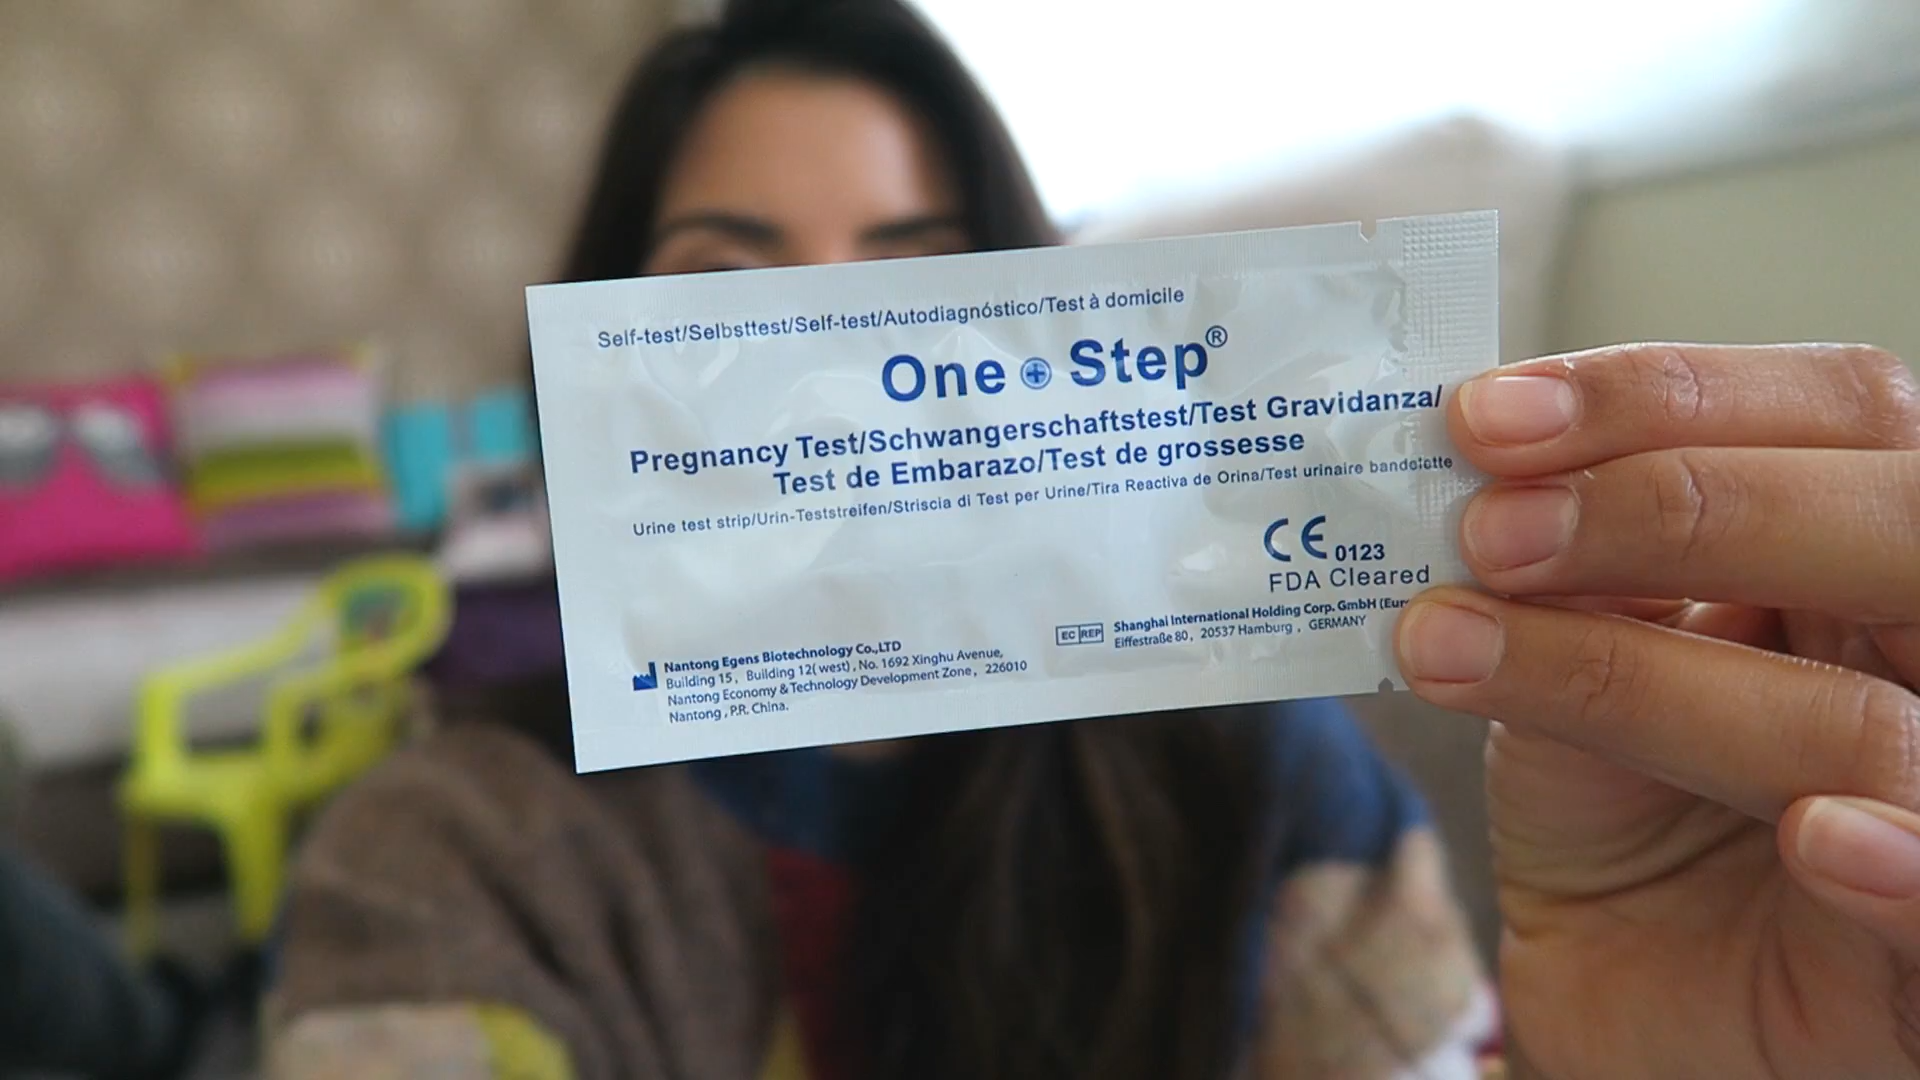 Self-test/Selbsttest/Self-test/Autodiagnóstico/Test à domicile
One Step®
Pregnancy Test/Schwangerschaftstest/Test Gravidanza/
Test de Embarazo/Test de grossesse
Urine test strip/Urin-Teststreifen/Striscia di Test per Urine/Tira Reactiva de Orina/Test urinaire bandelette
CE 0123
FDA Cleared
EC REP
Shanghai International Holding Corp. GmbH
Eiffestraße 80, 20537 Hamburg, GERMANY
Nantong Egens Biotechnology Co.,LTD
Building 15, Building 12(west), No. 1692 Xinghu Avenue,
Nantong Economy & Technology Development Zone, 226010
Nantong, P.R. China.